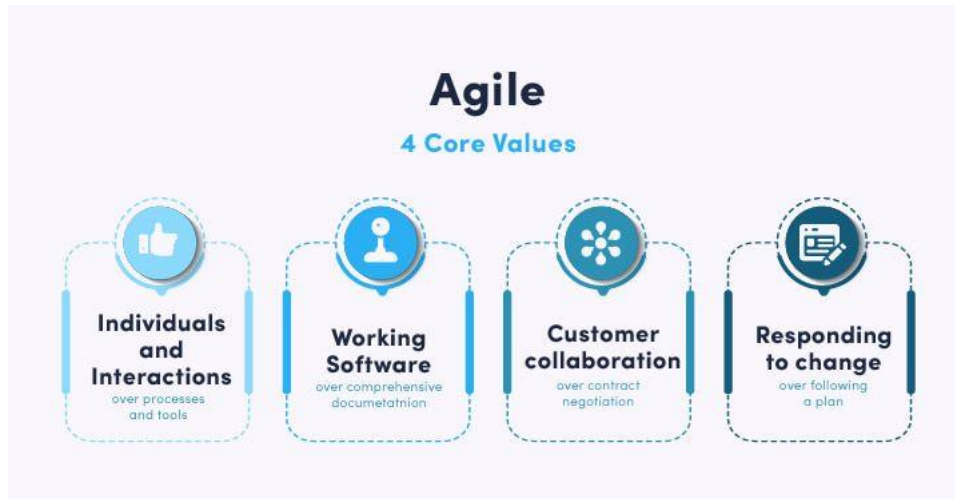 Agile
4 Core Values
Individuals
and
Interactions
over processes
and tools
Working
Software
over comprehensive
documetatnion
Customer
collaboration
over contract
negotiation
Responding
to change
over following
a plan